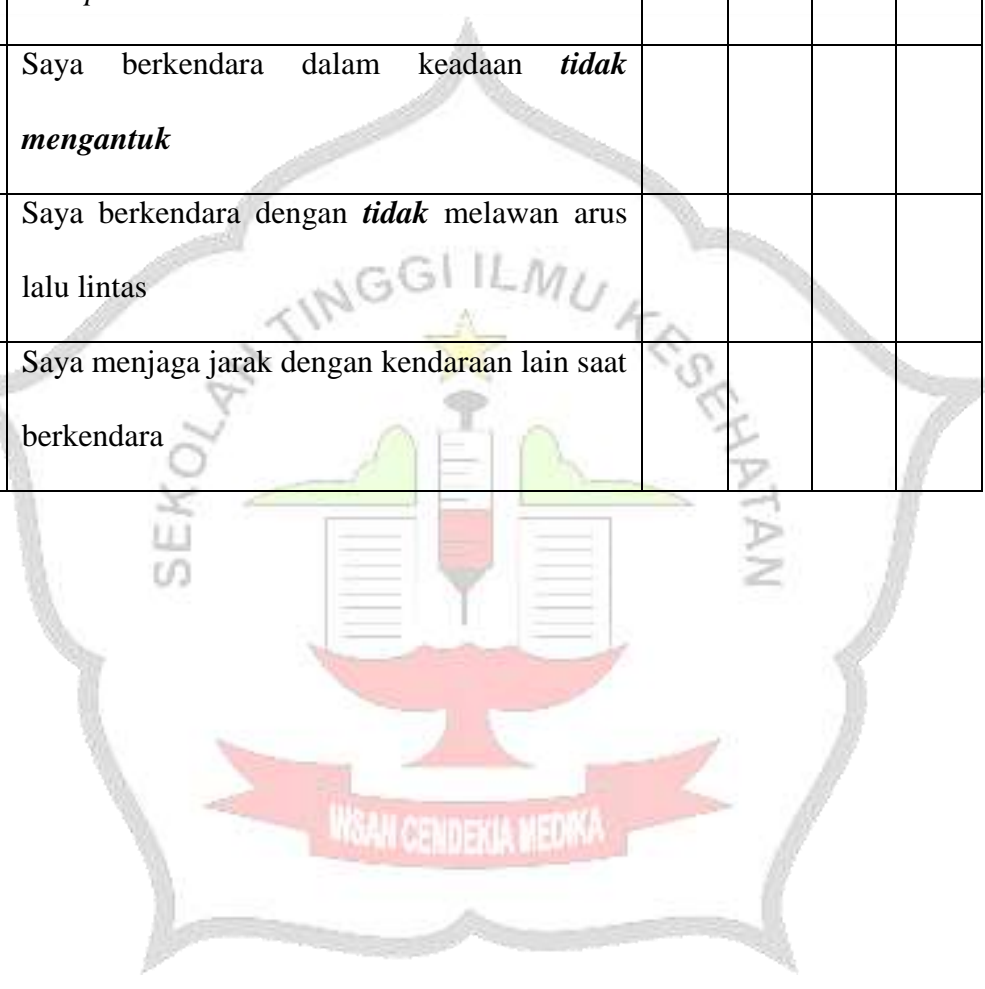 Saya berkendara dalam keadaan tidak
mengantuk
Saya berkendara dengan tidak melawan arus
lalu lintas
Saya menjaga jarak dengan kendaraan lain saat
berkendara
SEKOLAH TINGGI ILMU KESEHATAN
INSAN CENDEKIA MEDIKA